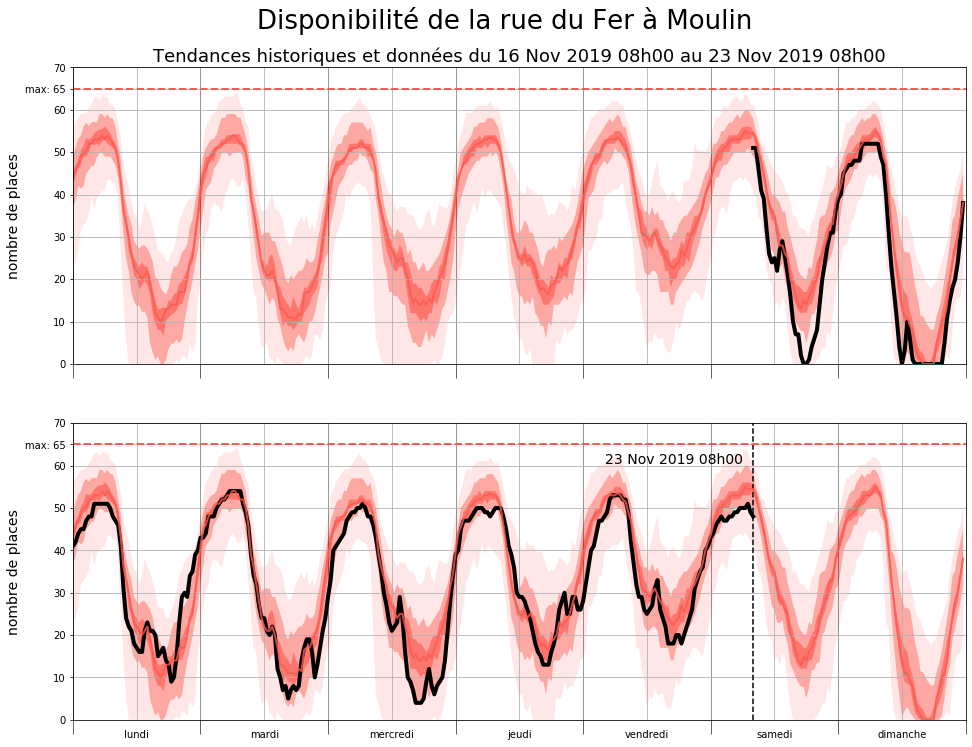 Disponibilité de la rue du Fer à Moulin
Tendances historiques et données du 16 Nov 2019 08h00 au 23 Nov 2019 08h00
70
max: 65
60
50
40
30
20
10
0
nombre de places
70
max: 65
60
50
40
30
20
10
0
nombre de places
23 Nov 2019 08h00
lundi mardi mercredi jeudi vendredi samedi dimanche